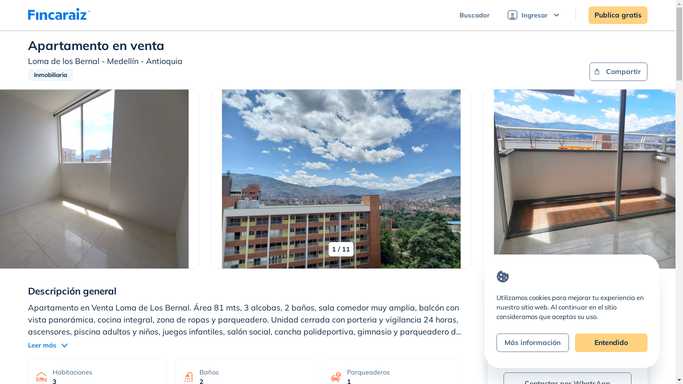 Fincaraiz
Buscador
Ingresar
Publica gratis
Apartamento en venta
Loma de los Bernal - Medellín - Antioquia
Inmobiliaria
Compartir
1 / 11
Descripción general
Apartamento en Venta Loma de Los Bernal. Área 81 mts, 3 alcobas, 2 baños, sala comedor muy amplia, balcón con
vista panorámica, cocina integral, zona de ropas y parqueadero. Unidad cerrada con porteria y vigilancia 24 horas,
ascensores, piscina adultos y niños, juegos infantiles, salón social, cancha polideportiva, gimnasio y parqueadero d...
Leer más
Habitaciones
3
Baños
2
Parqueaderos
1
Utilizamos cookies para mejorar tu experiencia en
nuestro sitio web. Al continuar en el sitio
consideramos que aceptas su uso.
Más información
Entendido
Contactar por WhatsApp